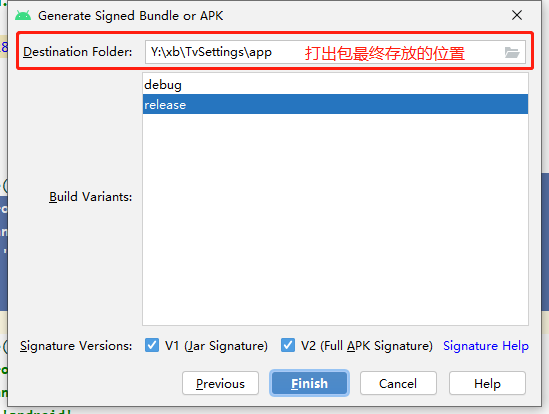 Generate Signed Bundle or APK
Destination Folder: Y:\xb\TvSettings\app 打出包最终存放的位置
debug
release
Build Variants:
Signature Versions: V1 (Jar Signature) V2 (Full APK Signature) Signature Help
Previous Finish Cancel Help